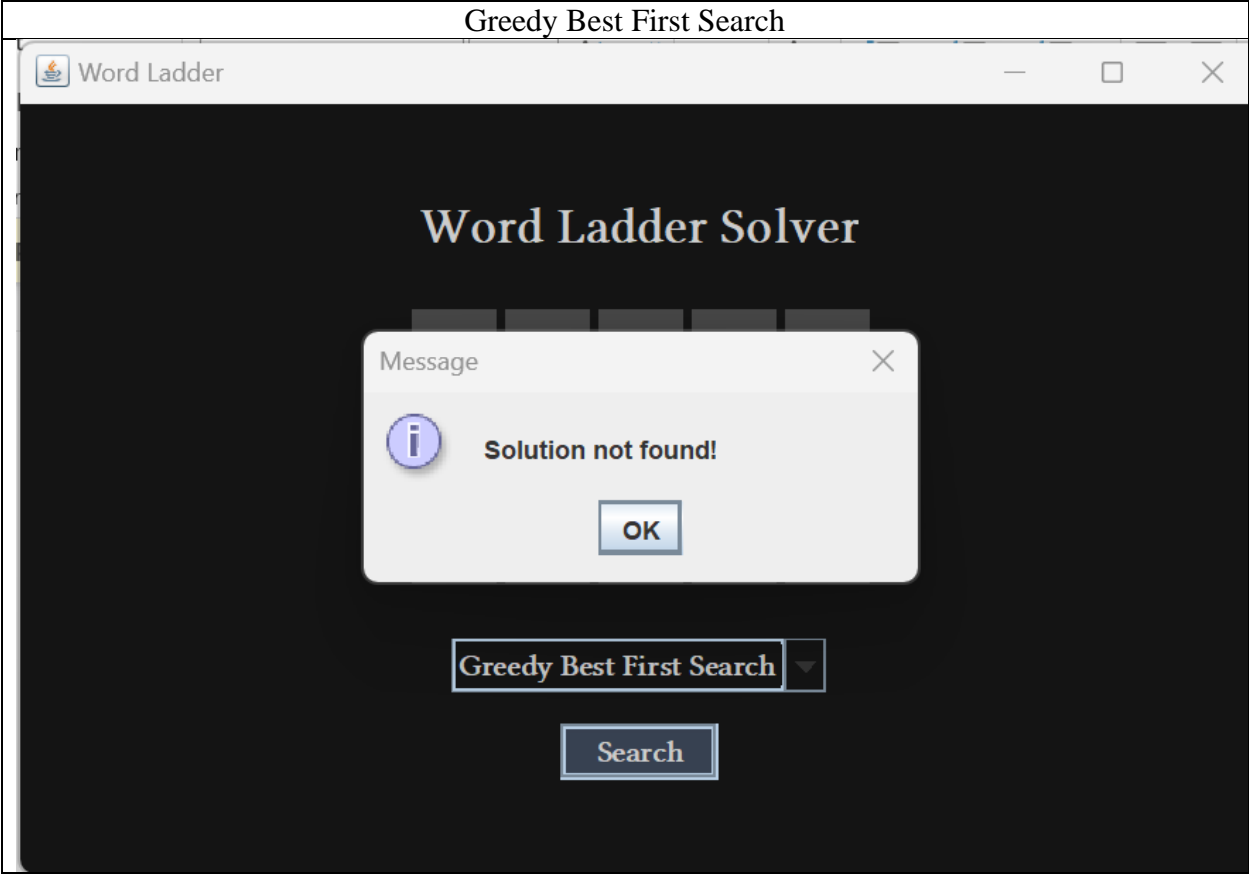 Greedy Best First Search
Word Ladder
Word Ladder Solver
Message
Solution not found!
OK
Greedy Best First Search
Search